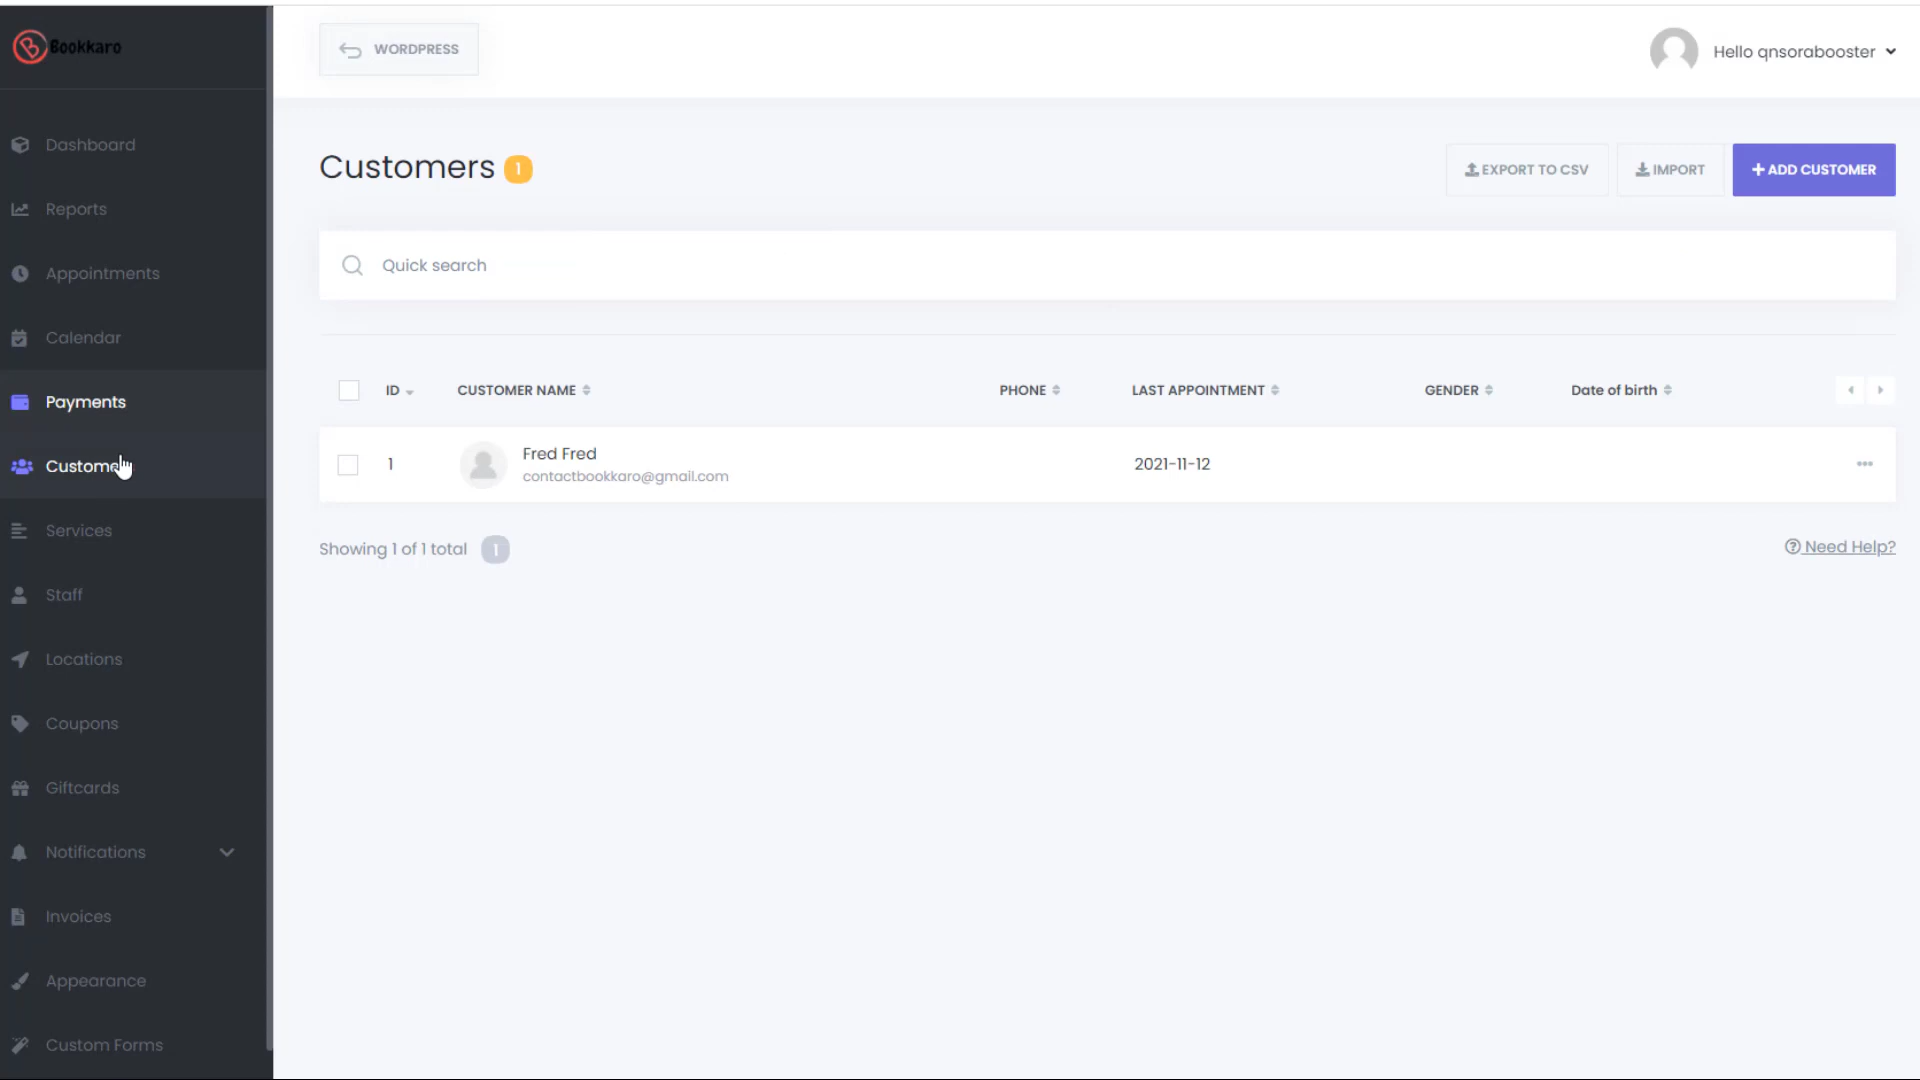 Bookkaro
WORDPRESS
Hello qnsorabooster
Dashboard
Reports
Appointments
Calendar
Payments
Custome
Services
Staff
Locations
Coupons
Giftcards
Notifications
Invoices
Appearance
Custom Forms
Customers 1
EXPORT TO CSV
IMPORT
+ ADD CUSTOMER
Quick search
ID CUSTOMER NAME PHONE LAST APPOINTMENT GENDER Date of birth
1 Fred Fred 2021-11-12
contactbookkaro@gmail.com
Showing 1 of 1 total 1
Need Help?